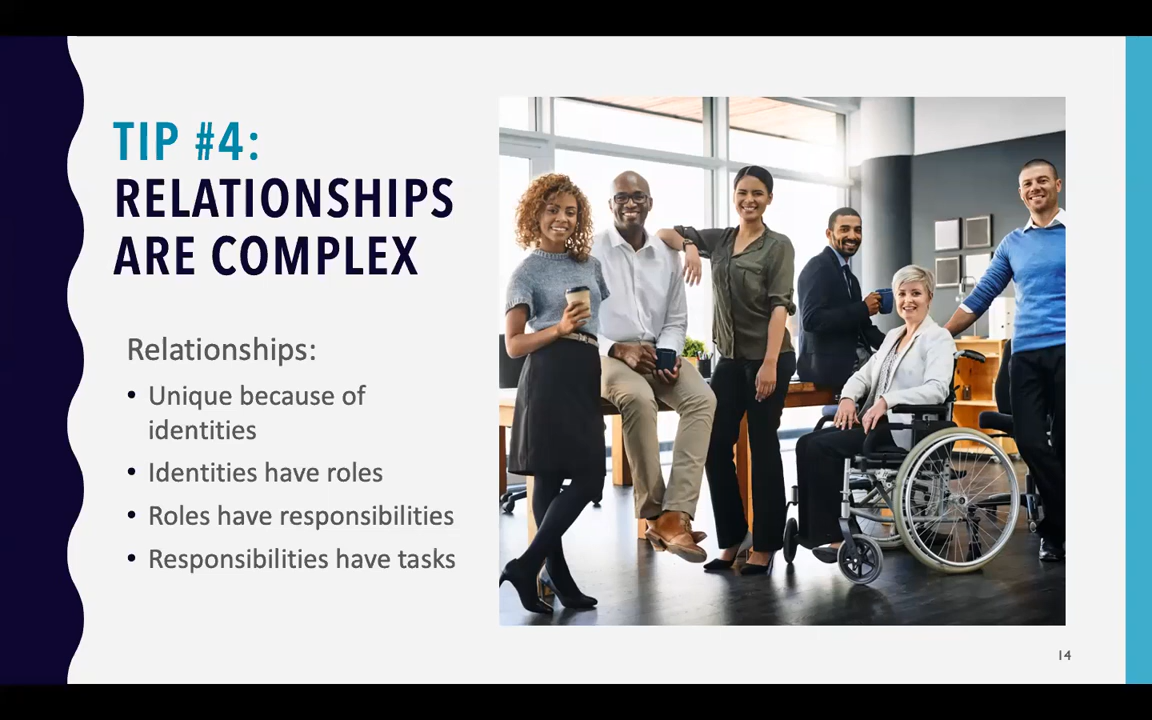 TIP #4:
RELATIONSHIPS
ARE COMPLEX
Relationships:
• Unique because of
identities
• Identities have roles
• Roles have responsibilities
• Responsibilities have tasks
14